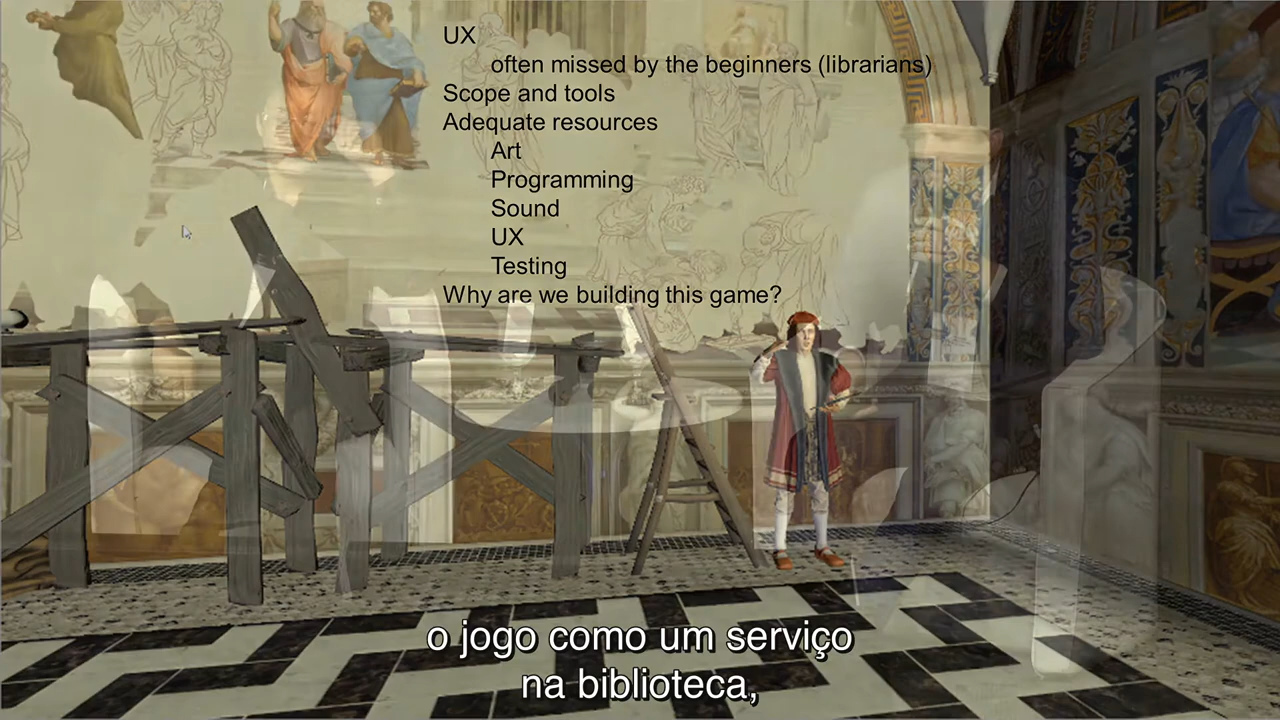 UX
often missed by the beginners (librarians)
Scope and tools
Adequate resources
Art
Programming
Sound
UX
Testing
Why are we building this game?
o jogo como um serviço
na biblioteca,